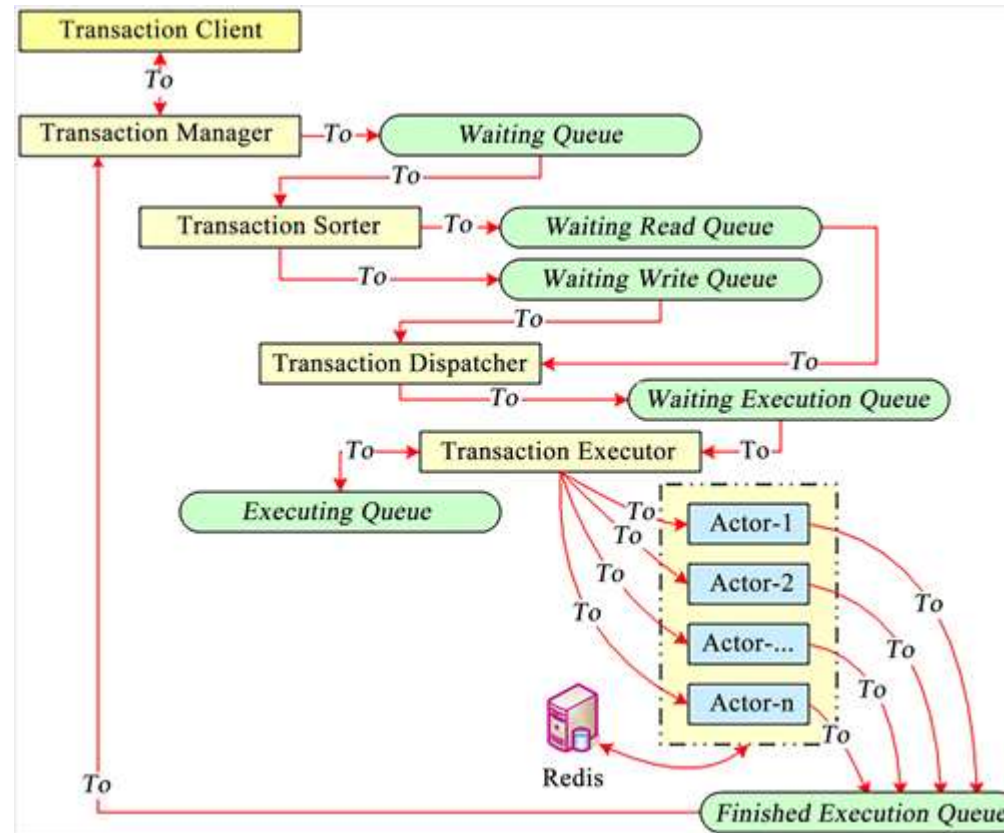 Transaction Client
To
Transaction Manager
To
Waiting Queue
To
Transaction Sorter
To
Waiting Read Queue
To
Waiting Write Queue
To
Transaction Dispatcher
To
To
Waiting Execution Queue
Transaction Executor
To
To
Executing Queue
To
Actor-1
To
Actor-2
To
To
Actor-...
To
To
Actor-n
To
To
Redis
To
Finished Execution Queue